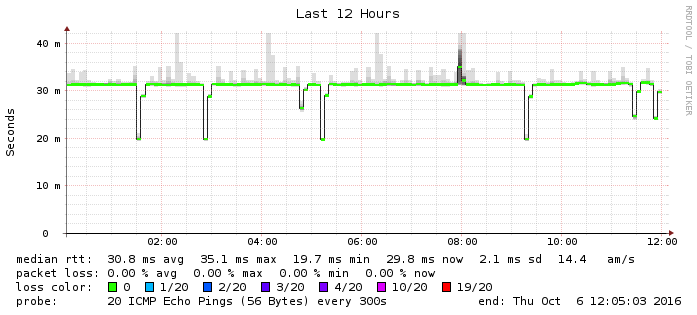 Last 12 Hours
RRDTOOL / TOBI OETIKER
Seconds
40 m
30 m
20 m
10 m
0
02:00 04:00 06:00 08:00 10:00 12:00
median rtt: 30.8 ms avg 35.1 ms max 19.7 ms min 29.8 ms now 2.1 ms sd 14.4 am/s
packet loss: 0.00 % avg 0.00 % max 0.00 % min 0.00 % now
loss color: 0 1/20 2/20 3/20 4/20 10/20 19/20
probe: 20 ICMP Echo Pings (56 Bytes) every 300s end: Thu Oct 6 12:05:03 2016